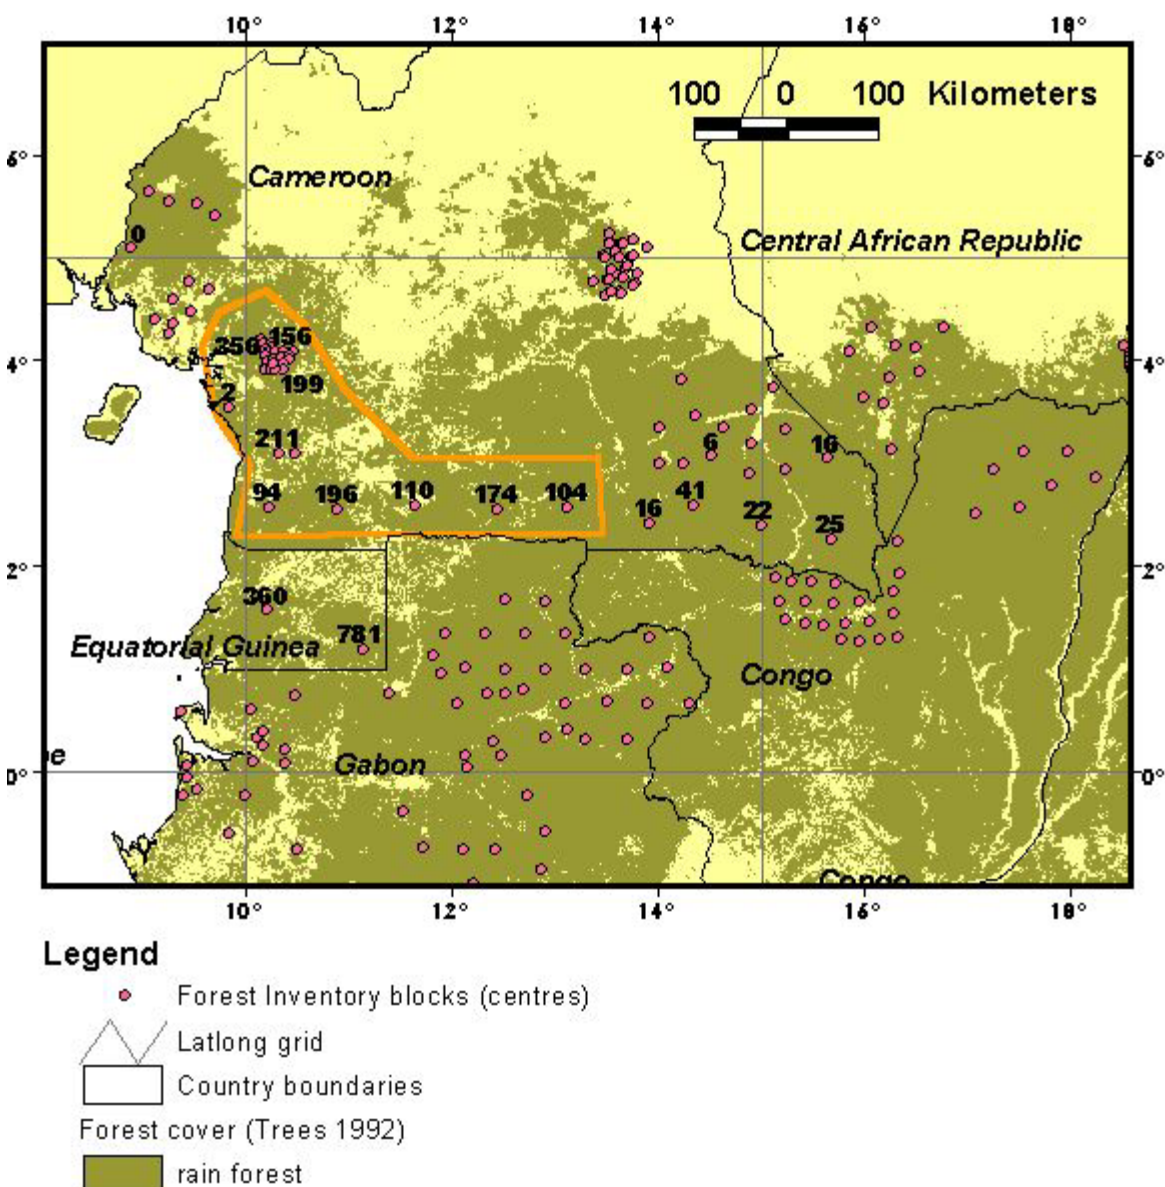 10° 12° 14° 16° 18°
100 0 100 Kilometers
6° 6°
Cameroon
0
Central African Republic
256 156
4° 4°
199
2
211
6 16
94 196 110 174 104 16 41 22 25
2° 2°
360
781
Equatorial Guinea
Congo
Gabon
0° 0°
Congo
10° 12° 14° 16° 18°
Legend
Forest Inventory blocks (centres)
Latlong grid
Country boundaries
Forest cover (Trees 1992)
rain forest